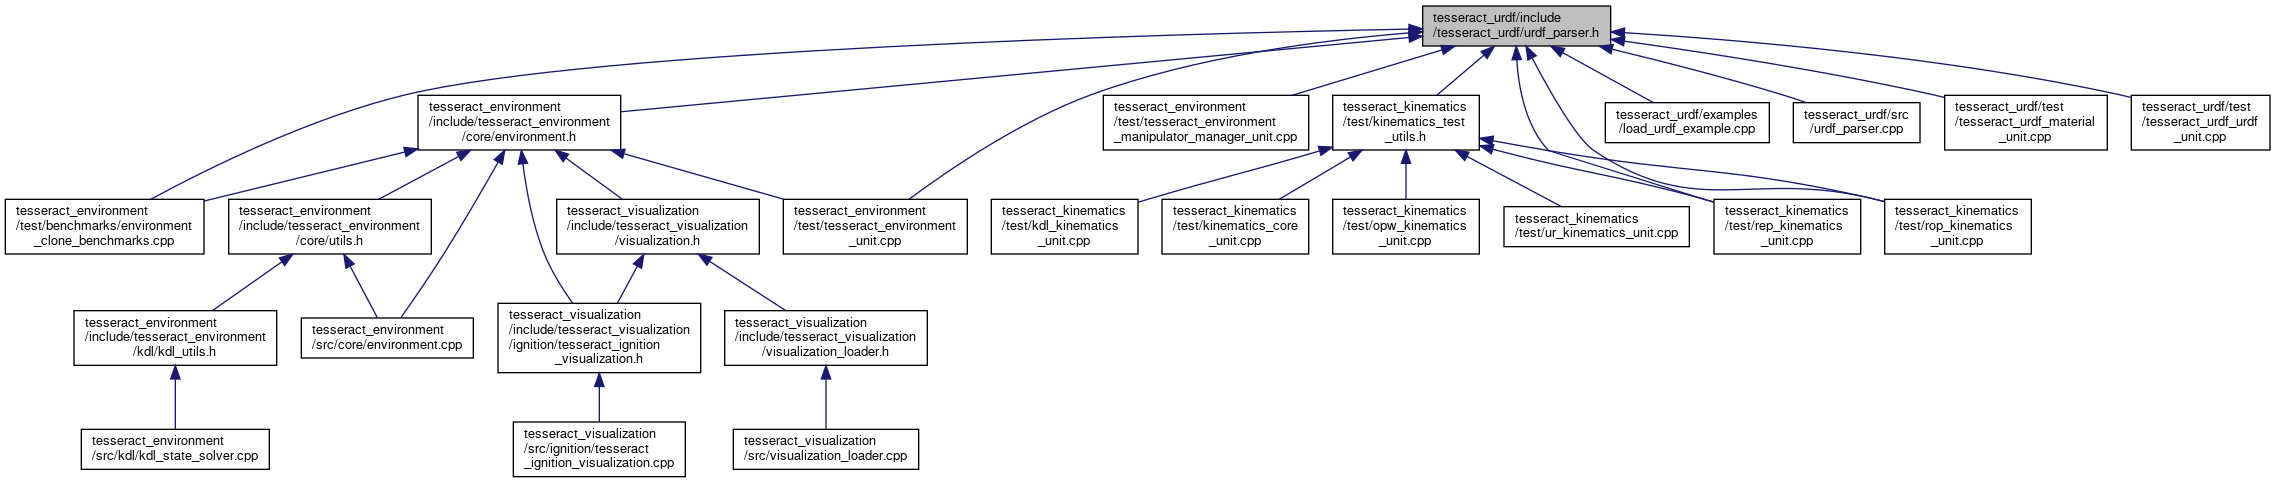 tesseract_urdf/include
/tesseract_urdf/urdf_parser.h
tesseract_environment
/include/tesseract_environment
/core/environment.h
tesseract_environment
/test/tesseract_environment
_manipulator_manager_unit.cpp
tesseract_kinematics
/test/kinematics_test
_utils.h
tesseract_urdf/examples
/load_urdf_example.cpp
tesseract_urdf/src
/urdf_parser.cpp
tesseract_urdf/test
/tesseract_urdf_material
_unit.cpp
tesseract_urdf/test
/tesseract_urdf_urdf
_unit.cpp
tesseract_environment
/test/benchmarks/environment
_clone_benchmarks.cpp
tesseract_environment
/include/tesseract_environment
/core/utils.h
tesseract_visualization
/include/tesseract_visualization
/visualization.h
tesseract_environment
/test/tesseract_environment
_unit.cpp
tesseract_kinematics
/test/kdl_kinematics
_unit.cpp
tesseract_kinematics
/test/kinematics_core
_unit.cpp
tesseract_kinematics
/test/opw_kinematics
_unit.cpp
tesseract_kinematics
/test/ur_kinematics_unit.cpp
tesseract_kinematics
/test/rep_kinematics
_unit.cpp
tesseract_kinematics
/test/rop_kinematics
_unit.cpp
tesseract_environment
/include/tesseract_environment
/kdl/kdl_utils.h
tesseract_environment
/src/core/environment.cpp
tesseract_visualization
/include/tesseract_visualization
/ignition/tesseract_ignition
_visualization.h
tesseract_visualization
/include/tesseract_visualization
/visualization_loader.h
tesseract_environment
/src/kdl/kdl_state_solver.cpp
tesseract_visualization
/src/ignition/tesseract
_ignition_visualization.cpp
tesseract_visualization
/src/visualization_loader.cpp